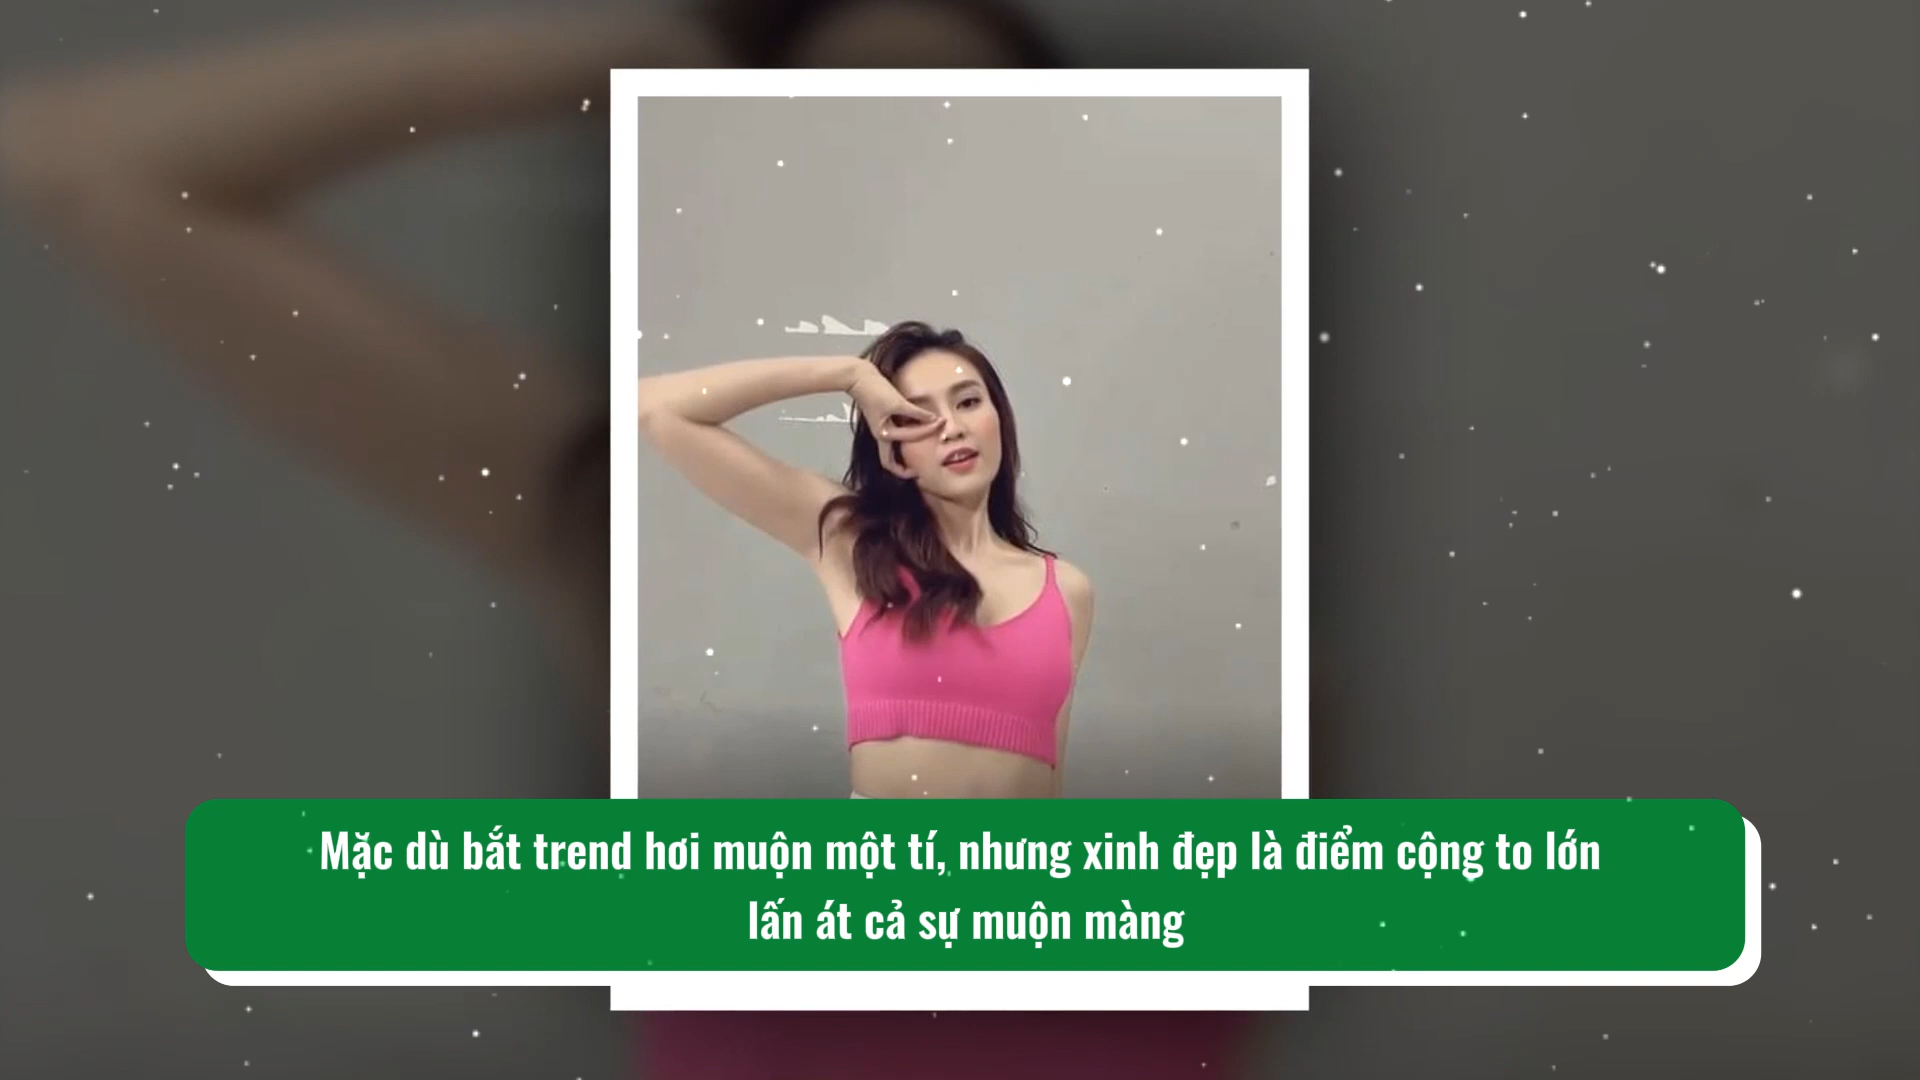 Mặc dù bắt trend hơi muộn một tí, nhưng xinh đẹp là điểm cộng to lớn
lấn át cả sự muộn màng